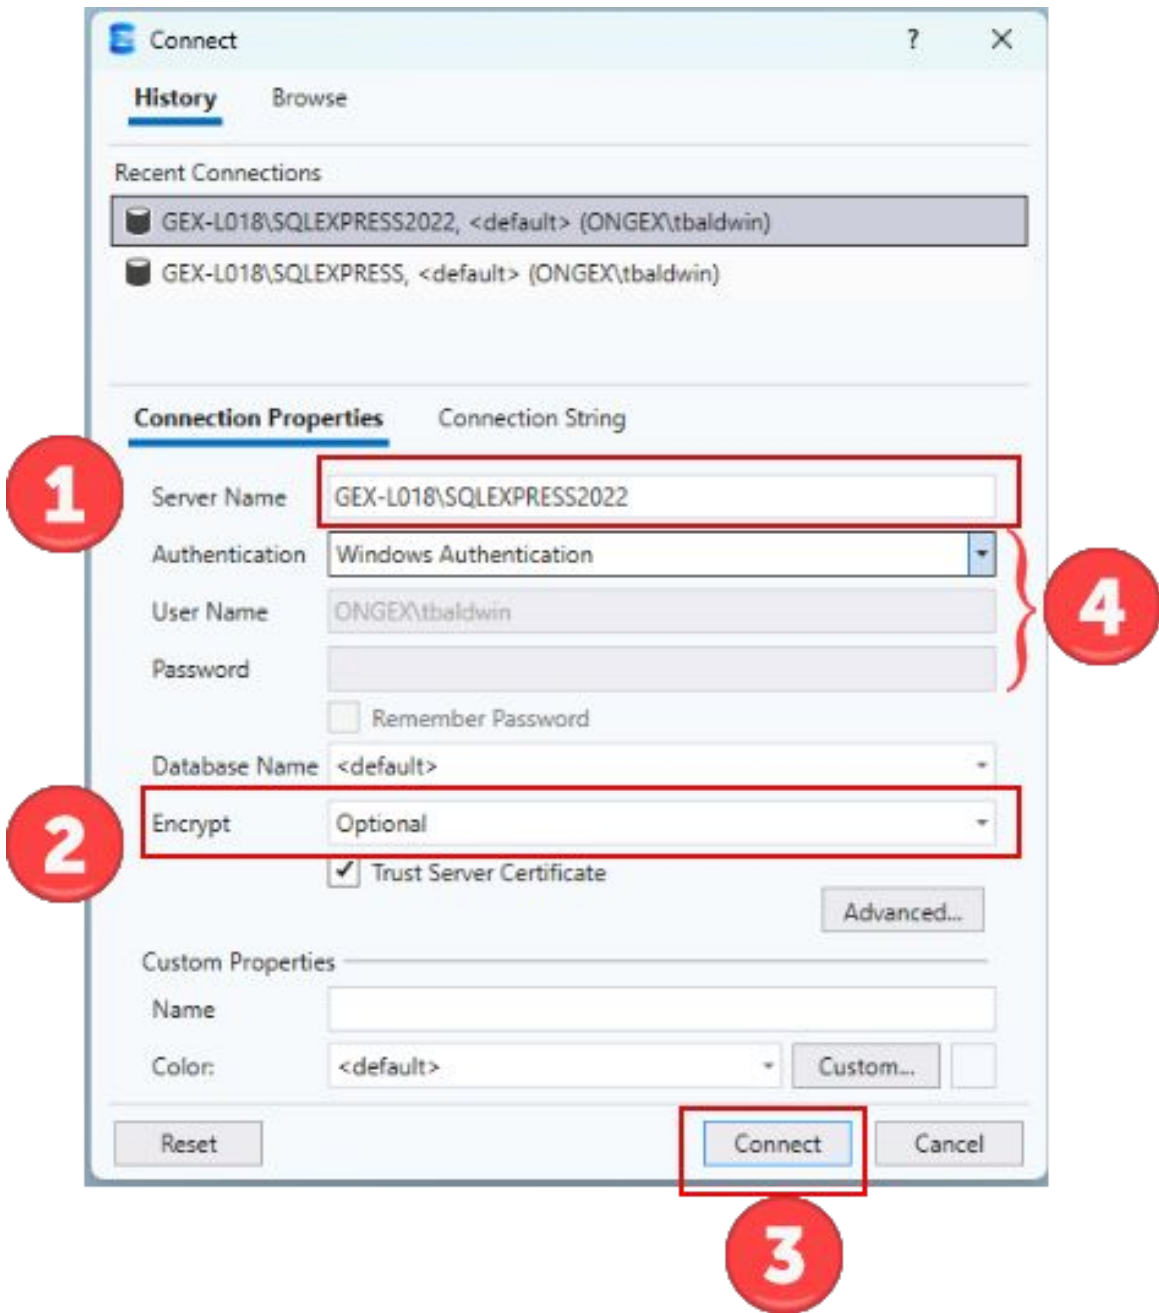 Connect ?
History Browse
Recent Connections
GEX-L018\SQLEXPRESS2022, <default> (ONGEX\tbaldwin)
GEX-L018\SQLEXPRESS, <default> (ONGEX\tbaldwin)
Connection Properties Connection String
1 Server Name GEX-L018\SQLEXPRESS2022
Authentication Windows Authentication
User Name ONGEX\tbaldwin 4
Password
Remember Password
Database Name <default>
2 Encrypt Optional
Trust Server Certificate
Advanced...
Custom Properties
Name
Color: <default> Custom...
Reset Connect Cancel
3